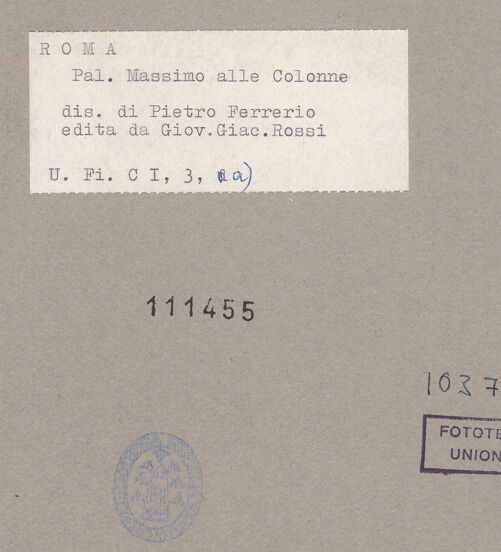 R O M A
Pal. Massimo alle Colonne
dis. di Pietro Ferrerio
edita da Giov.Giac.Rossi
U. Fi. C I, 3, a)
111455
1037
FOTOTE
UNION